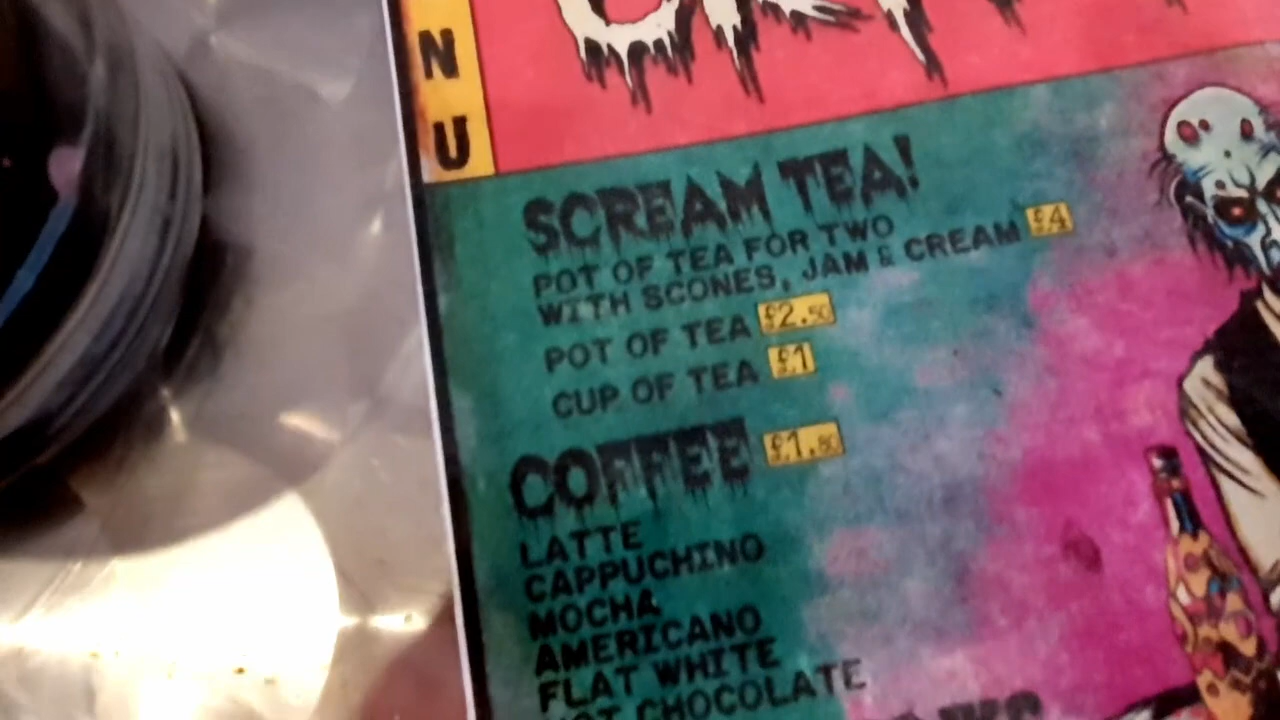 N
U
SCREAM TEA!
POT OF TEA FOR TWO
WITH SCONES, JAM & CREAM £4
POT OF TEA £2.50
CUP OF TEA £1
COFFEE £1.80
LATTE
CAPPUCHINO
MOCHA
AMERICANO
FLAT WHITE
HOT CHOCOLATE